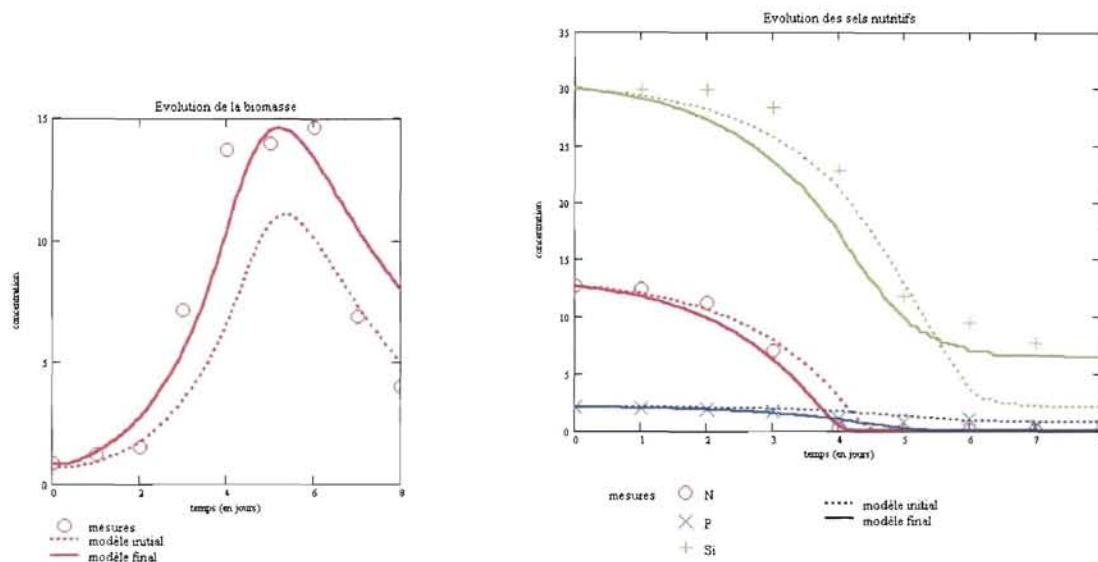 Evolution de la biomasse
15
10
5
0
concentration
0 2 4 6 8
temps (en jours)
mesures
modèle initial
modèle final
Evolution des sels nutritifs
35
30
25
20
15
10
5
0
concentration
0 1 2 3 4 5 6 7
temps (en jours)
mesures
N
P
Si
modèle initial
modèle final